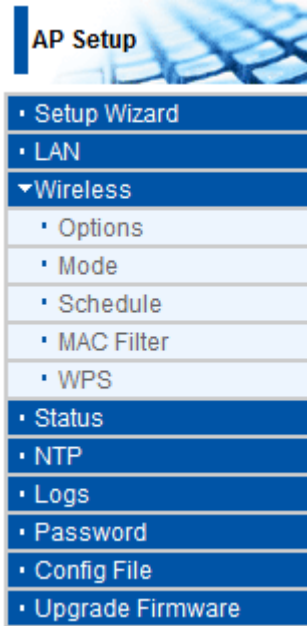 AP Setup
Setup Wizard
LAN
Wireless
Options
Mode
Schedule
MAC Filter
WPS
Status
NTP
Logs
Password
Config File
Upgrade Firmware